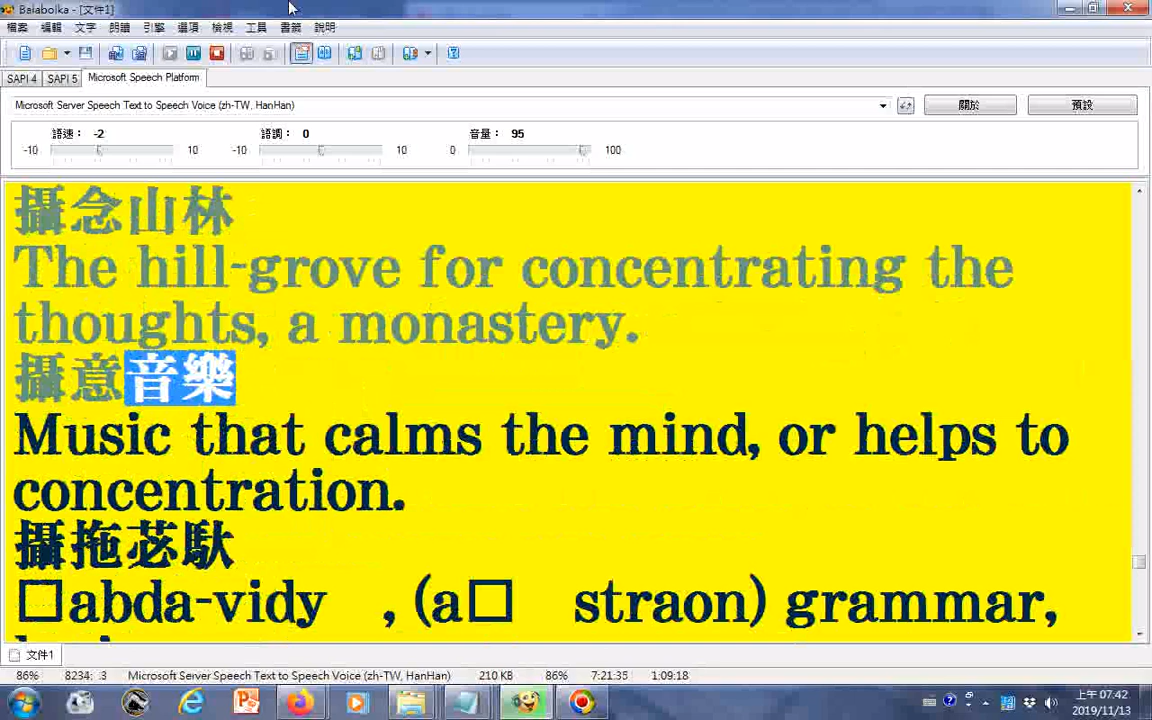 Balabolka - [文件1]
檔案 編輯 文字 朗讀 引擎 選項 檢視 工具 書籤 說明
SAPI 4 SAPI 5 Microsoft Speech Platform
Microsoft Server Speech Text to Speech Voice (zh-TW, HanHan) 關於 預設
語速： -2 語調： 0 音量： 95
-10 10 -10 10 0 100
攝念山林
The hill-grove for concentrating the
thoughts, a monastery.
攝意音樂
Music that calms the mind, or helps to
concentration.
攝拖苾馱
□abda-vidy , (a□ straon) grammar,
文件1
86% 8234: :3 Microsoft Server Speech Text to Speech Voice (zh-TW, HanHan) 210 KB 86% 7:21:35 1:09:18
上午 07:42
2019/11/13